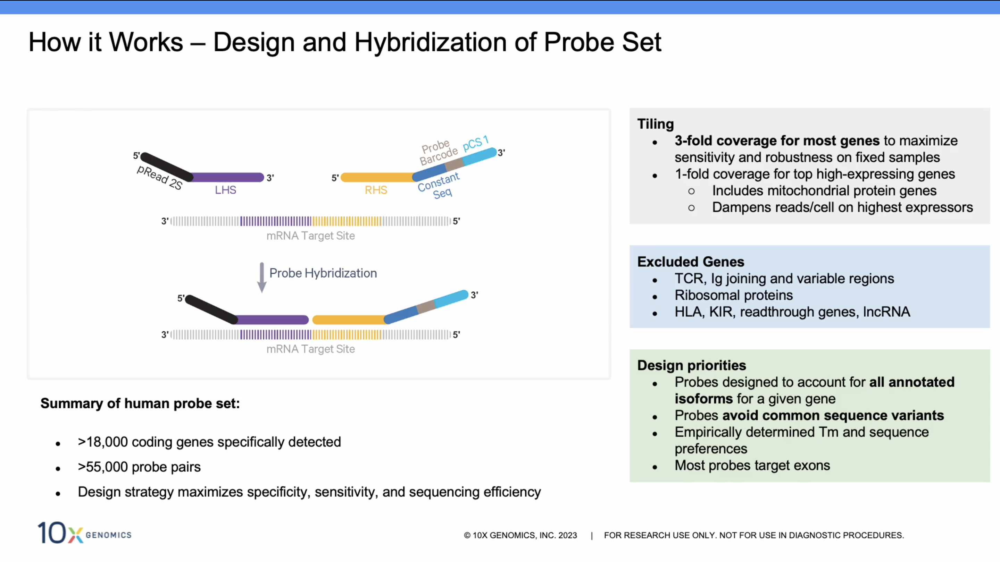 How it Works – Design and Hybridization of Probe Set
5'
pRead 2S
LHS
3'
5'
RHS
Constant
Seq
Probe
Barcode
pCS 1
3'
3'
5'
mRNA Target Site
Probe Hybridization
5'
3'
3'
5'
mRNA Target Site
Summary of human probe set:
• >18,000 coding genes specifically detected
• >55,000 probe pairs
• Design strategy maximizes specificity, sensitivity, and sequencing efficiency
Tiling
• 3-fold coverage for most genes to maximize
sensitivity and robustness on fixed samples
• 1-fold coverage for top high-expressing genes
○ Includes mitochondrial protein genes
○ Dampens reads/cell on highest expressors
Excluded Genes
• TCR, Ig joining and variable regions
• Ribosomal proteins
• HLA, KIR, readthrough genes, lncRNA
Design priorities
• Probes designed to account for all annotated
isoforms for a given gene
• Probes avoid common sequence variants
• Empirically determined Tm and sequence
preferences
• Most probes target exons
10x GENOMICS
© 10X GENOMICS, INC. 2023 | FOR RESEARCH USE ONLY. NOT FOR USE IN DIAGNOSTIC PROCEDURES.